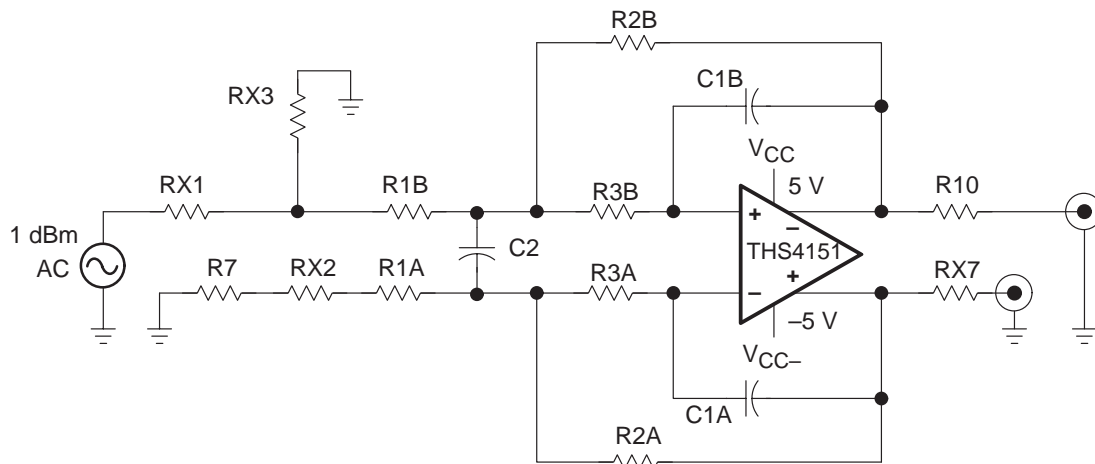 R2B
C1B
RX3
VCC
5 V
RX1
R1B
R3B
R10
+
–
1 dBm
AC
C2
THS4151
R7
RX2
R1A
R3A
+
–
RX7
–5 V
VCC–
C1A
R2A